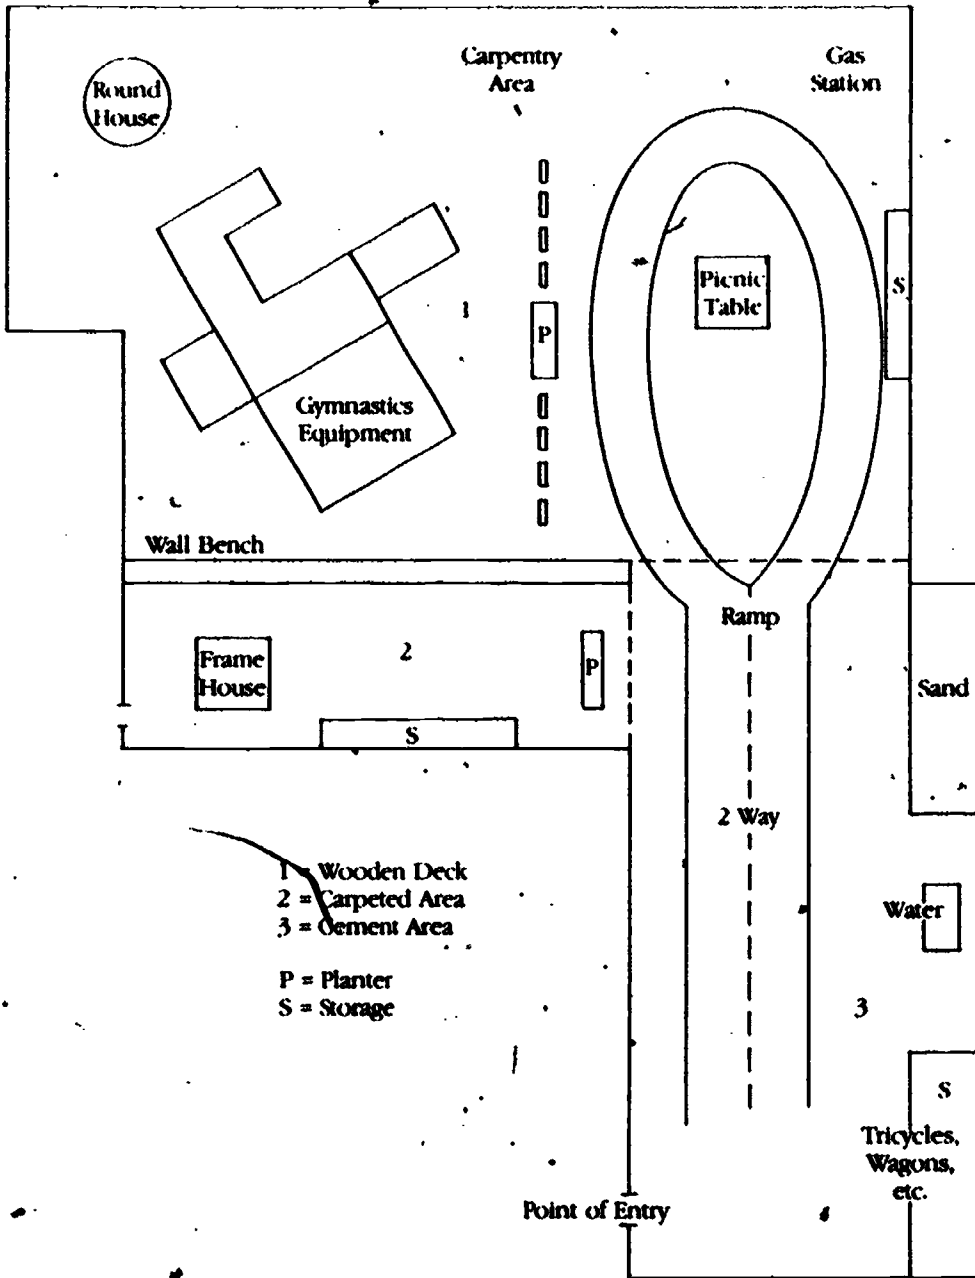 Carpentry
Area
Gas
Station
Round
House
Picnic
Table
S
1
P
Gymnastics
Equipment
Wall Bench
Ramp
2
Frame
House
P
Sand
S
2 Way
1 = Wooden Deck
2 = Carpeted Area
3 = Cement Area
P = Planter
S = Storage
Water
3
S
Tricycles,
Wagons,
etc.
Point of Entry